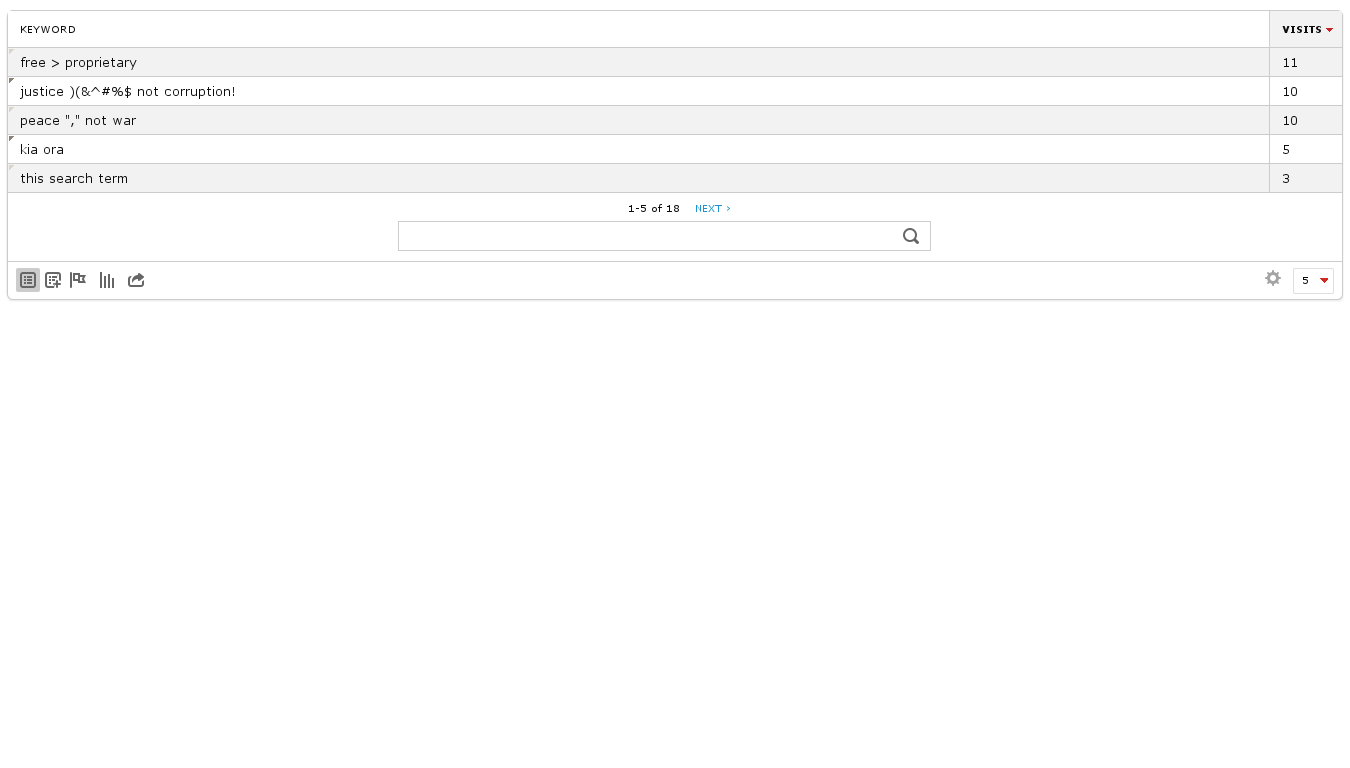 KEYWORD VISITS
free > proprietary 11
justice )(&^#%$ not corruption! 10
peace "," not war 10
kia ora 5
this search term 3
1-5 of 18 NEXT ›
5